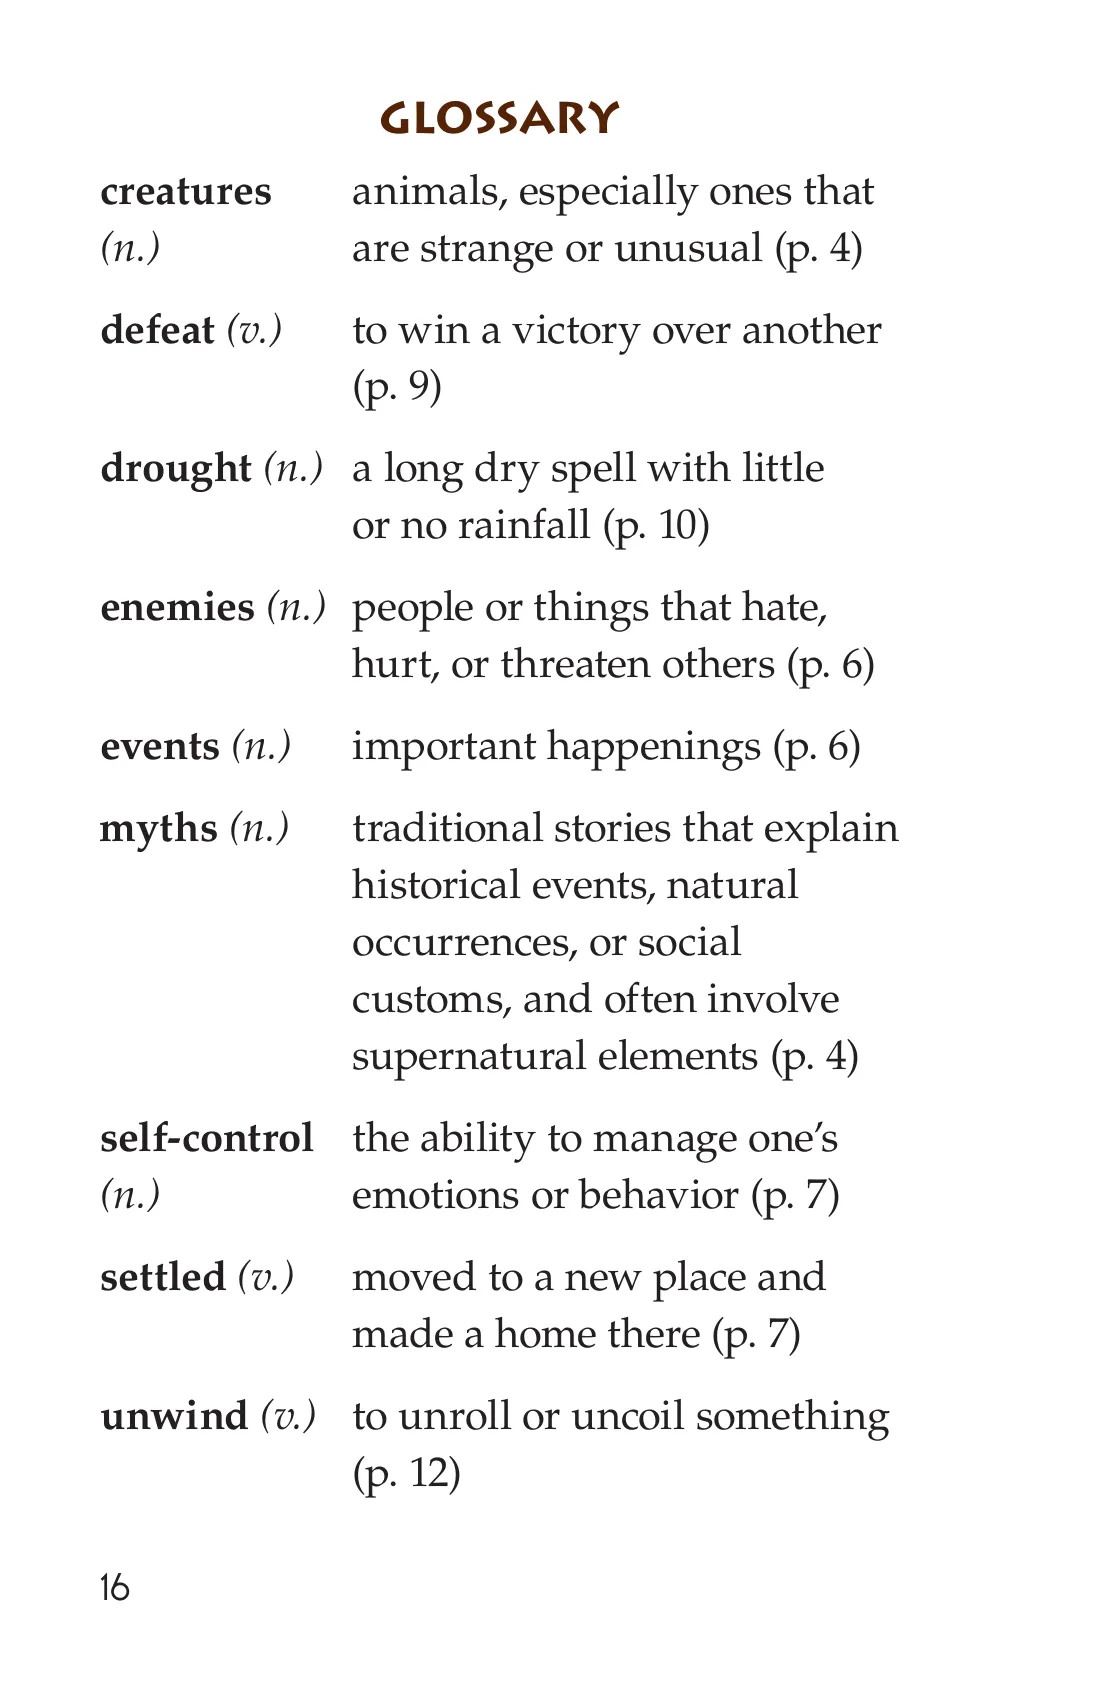 GLOSSARY
creatures animals, especially ones that
(n.) are strange or unusual (p. 4)
defeat (v.) to win a victory over another
(p. 9)
drought (n.) a long dry spell with little
or no rainfall (p. 10)
enemies (n.) people or things that hate,
hurt, or threaten others (p. 6)
events (n.) important happenings (p. 6)
myths (n.) traditional stories that explain
historical events, natural
occurrences, or social
customs, and often involve
supernatural elements (p. 4)
self-control the ability to manage one’s
(n.) emotions or behavior (p. 7)
settled (v.) moved to a new place and
made a home there (p. 7)
unwind (v.) to unroll or uncoil something
(p. 12)
16